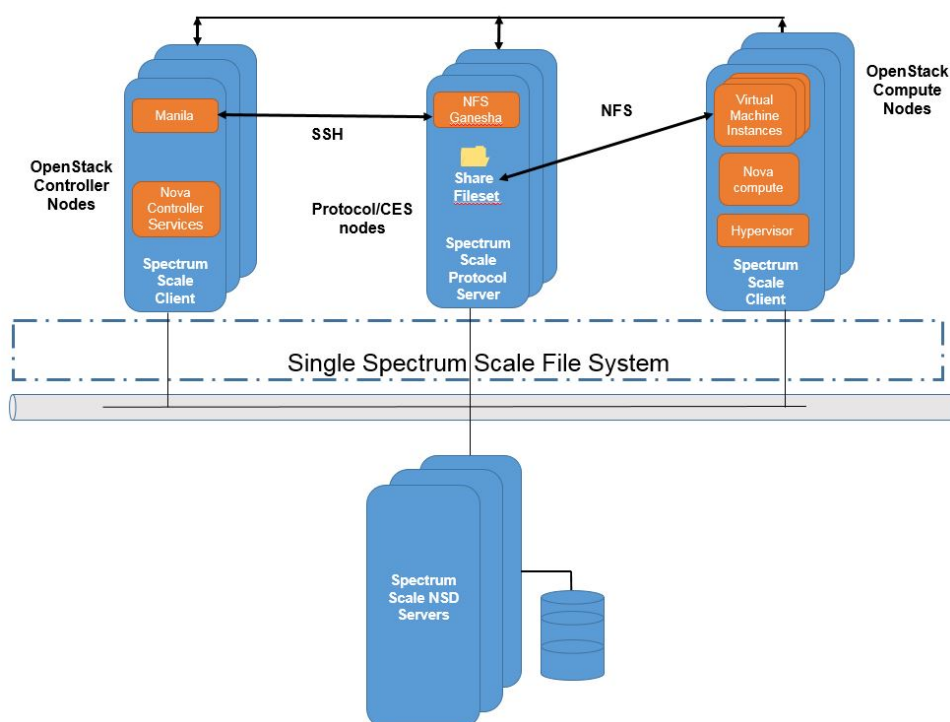 Manila
SSH
OpenStack
Controller
Nodes
Nova
Controller
Services
Spectrum
Scale
Client
NFS
Ganesha
Share
Fileset
Protocol/CES
nodes
Spectrum
Scale
Protocol
Server
NFS
Virtual
Machine
Instances
OpenStack
Compute
Nodes
Nova
compute
Hypervisor
Spectrum
Scale
Client
Single Spectrum Scale File System
Spectrum
Scale NSD
Servers